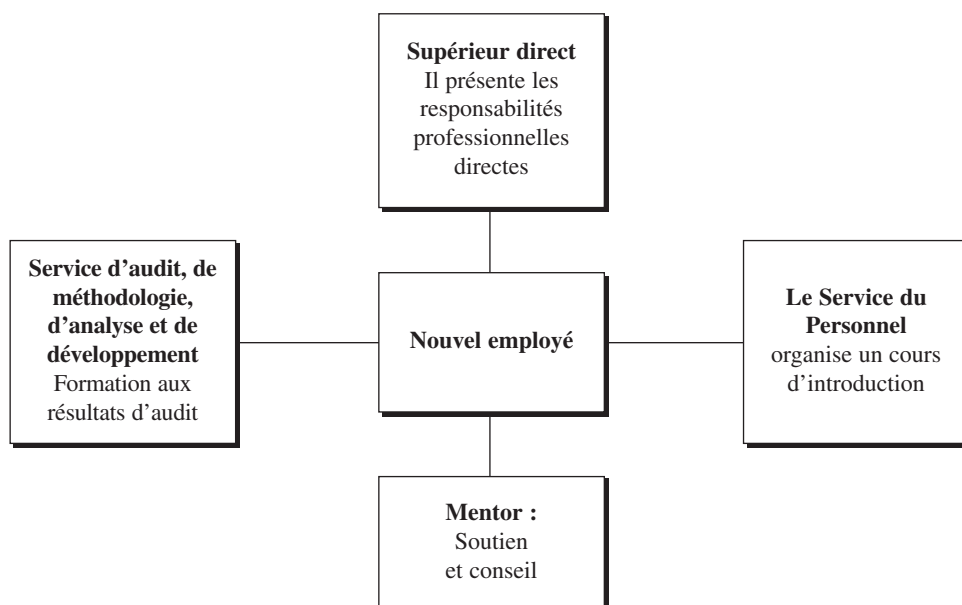 Supérieur direct
Il présente les
responsabilités
professionnelles
directes
Service d’audit, de
méthodologie,
d’analyse et de
développement
Formation aux
résultats d’audit
Nouvel employé
Le Service du
Personnel
organise un cours
d’introduction
Mentor :
Soutien
et conseil